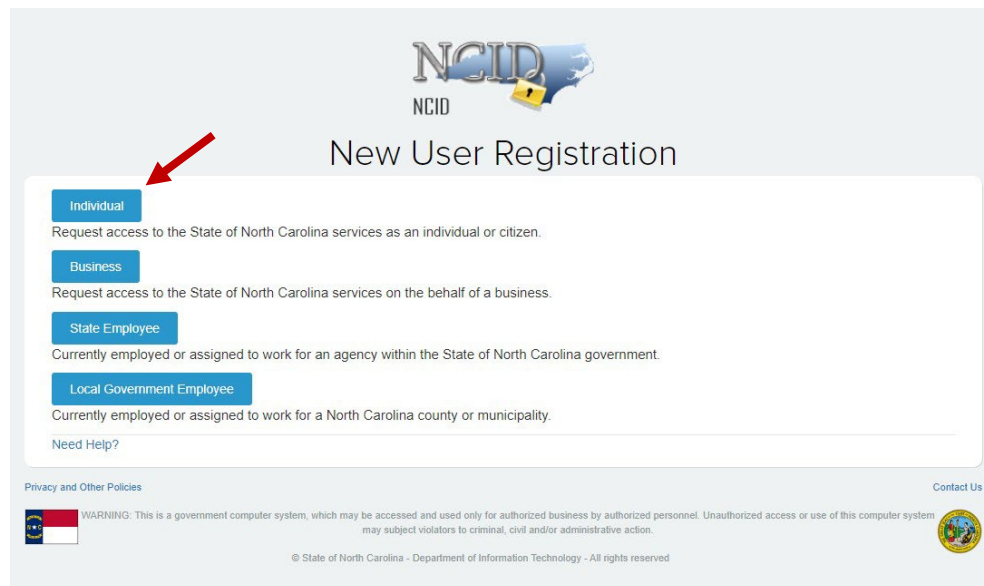 NCID
NCID
New User Registration
Individual
Request access to the State of North Carolina services as an individual or citizen.
Business
Request access to the State of North Carolina services on the behalf of a business.
State Employee
Currently employed or assigned to work for an agency within the State of North Carolina government.
Local Government Employee
Currently employed or assigned to work for a North Carolina county or municipality.
Need Help?
Privacy and Other Policies
Contact Us
N★C
WARNING: This is a government computer system, which may be accessed and used only for authorized business by authorized personnel. Unauthorized access or use of this computer system
may subject violators to criminal, civil and/or administrative action.
© State of North Carolina - Department of Information Technology - All rights reserved